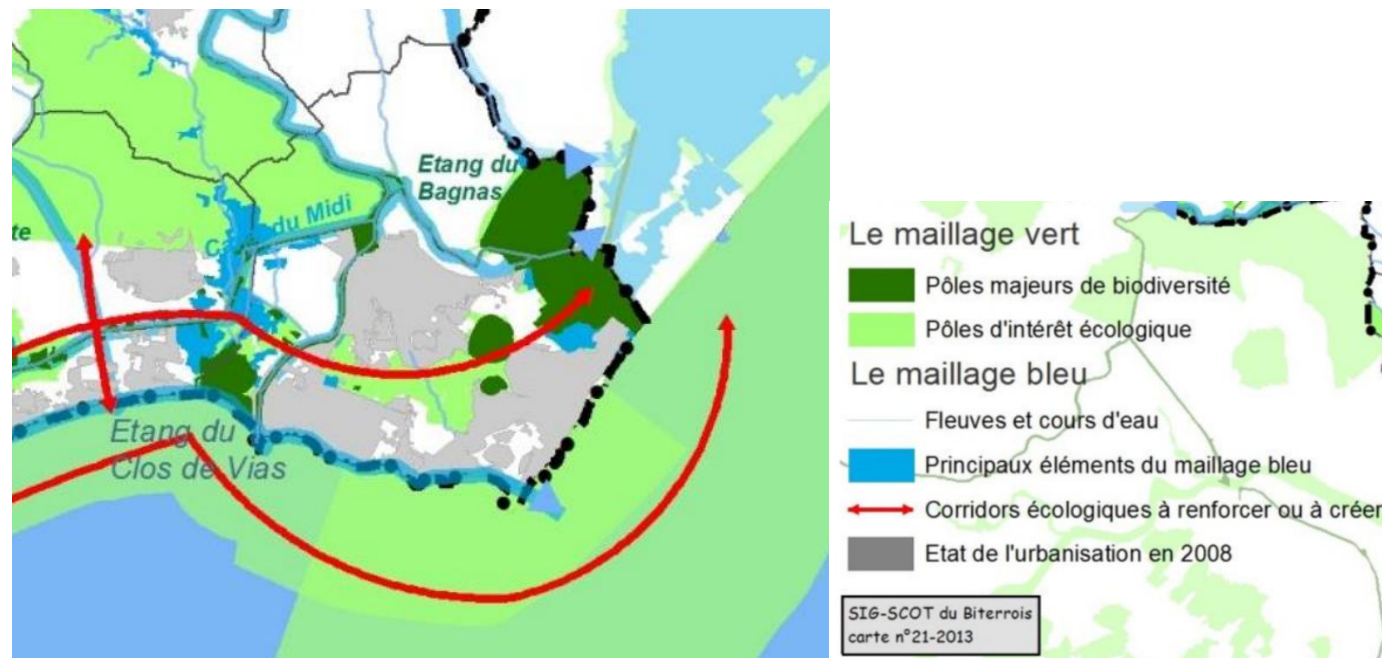 Etang du
Bagnas
Canal du Midi
te
Etang du
Clos de Vias
Le maillage vert
Pôles majeurs de biodiversité
Pôles d'intérêt écologique
Le maillage bleu
Fleuves et cours d'eau
Principaux éléments du maillage bleu
Corridors écologiques à renforcer ou à créer
Etat de l'urbanisation en 2008
SIG-SCOT du Biterrois
carte n°21-2013